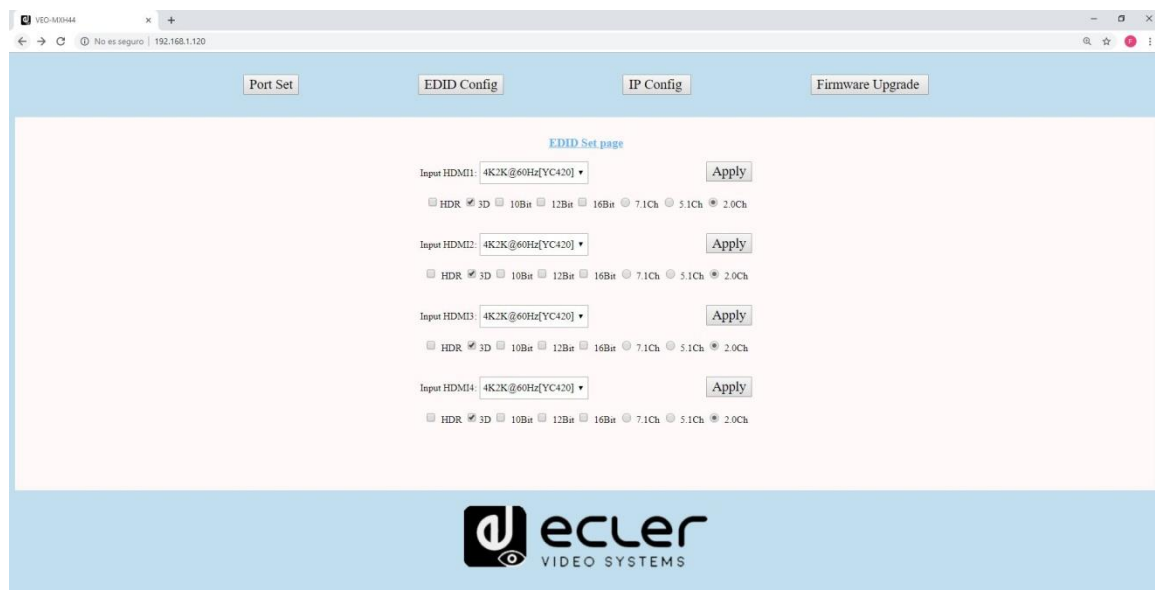 VEO-MXH44
No es seguro | 192.168.1.120
Port Set EDID Config IP Config Firmware Upgrade
EDID Set page
Input HDMI1: 4K2K@60Hz[YC420] Apply
HDR 3D 10Bit 12Bit 16Bit 7.1Ch 5.1Ch 2.0Ch
Input HDMI2: 4K2K@60Hz[YC420] Apply
HDR 3D 10Bit 12Bit 16Bit 7.1Ch 5.1Ch 2.0Ch
Input HDMI3: 4K2K@60Hz[YC420] Apply
HDR 3D 10Bit 12Bit 16Bit 7.1Ch 5.1Ch 2.0Ch
Input HDMI4: 4K2K@60Hz[YC420] Apply
HDR 3D 10Bit 12Bit 16Bit 7.1Ch 5.1Ch 2.0Ch
ecler
VIDEO SYSTEMS